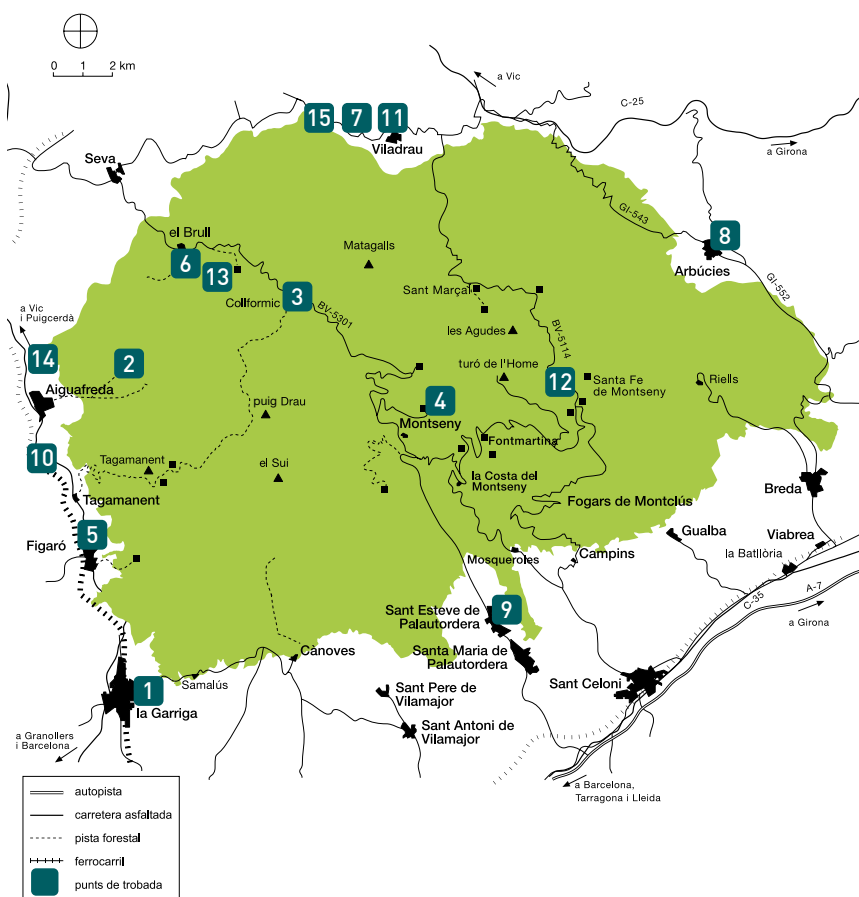 0 1 2 km
a Vic
C-25
15
7
11
Viladrau
a Girona
Seva
GI-543
el Brull
8
6
13
Matagalls
Arbúcies
Collformic
3
Sant Marçal
GI-552
BV-5301
a Vic
i Puigcerdà
les Agudes
BV-5114
14
2
turó de l'Home
12
Santa Fe
de Montseny
Riells
Aiguafreda
puig Drau
4
Montseny
Fontmartina
10
Tagamanent
el Sui
la Costa del
Montseny
Breda
Tagamanent
Fogars de Montclús
5
Figaró
Gualba
Viabrea
Mosqueroles
Campins
la Batllòria
A-7
C-35
a Girona
Sant Esteve de
Palautordera
9
Cànoves
Santa Maria de
Palautordera
Samalús
Sant Celoni
1
la Garriga
Sant Pere de
Vilamajor
Sant Antoni de
Vilamajor
a Granollers
i Barcelona
a Barcelona,
Tarragona i Lleida
autopista
carretera asfaltada
pista forestal
ferrocarril
punts de trobada